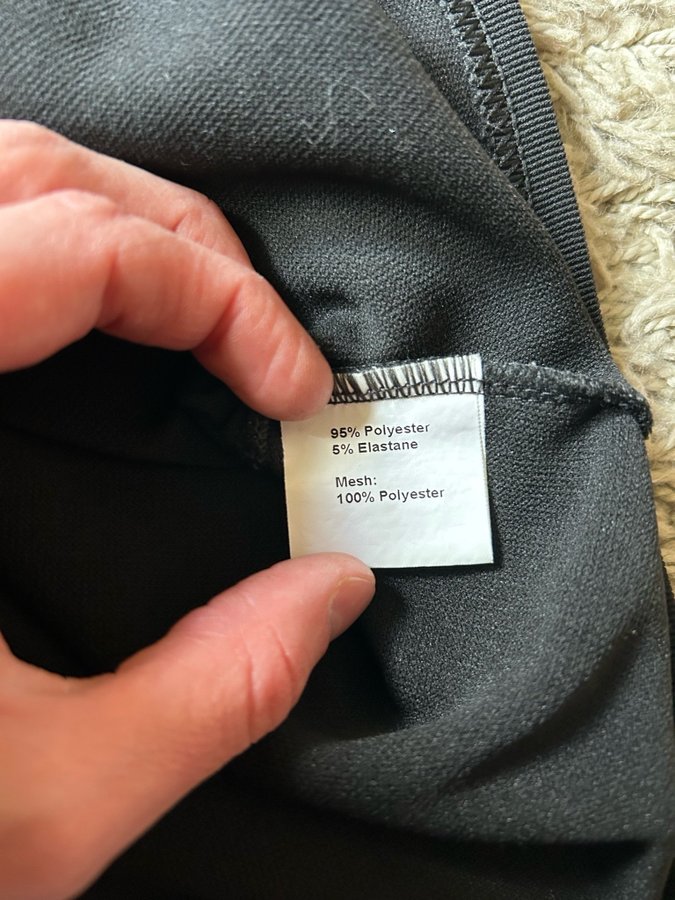 95% Polyester
5% Elastane
Mesh:
100% Polyester